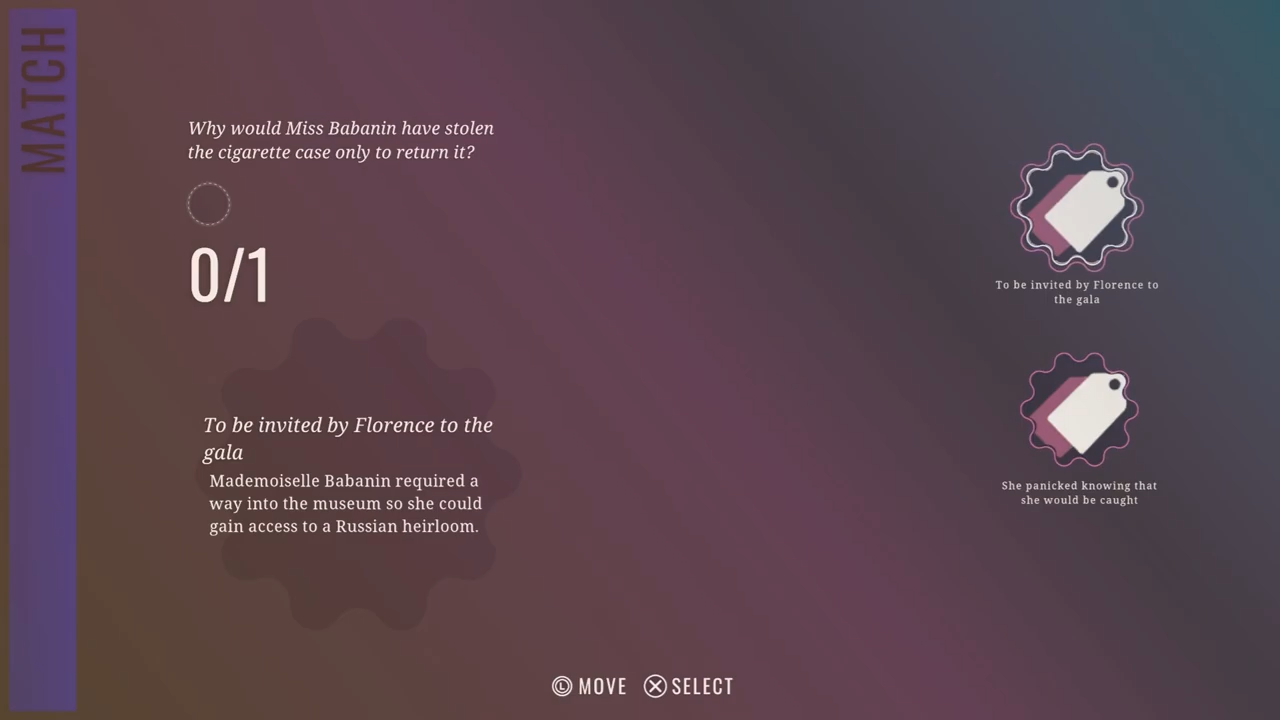 MATCH
Why would Miss Babanin have stolen
the cigarette case only to return it?
0/1
To be invited by Florence to the
gala
Mademoiselle Babanin required a
way into the museum so she could
gain access to a Russian heirloom.
To be invited by Florence to
the gala
She panicked knowing that
she would be caught
L MOVE X SELECT